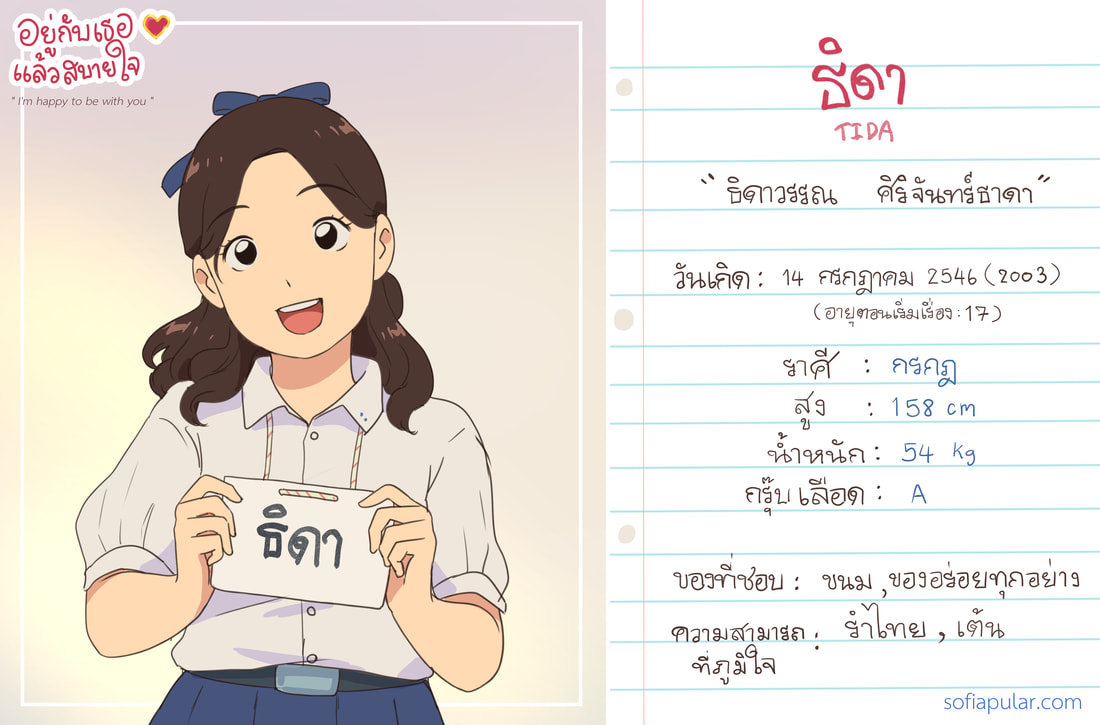 อยู่กับเธอ
แล้วสบายใจ
" I'm happy to be with you "
ธิดา
ธิดา
TIDA
“ธิดาวรรณ ศิริจันทร์ธาดา”
วันเกิด : 14 กรกฎาคม 2546 (2003)
(อายุตอนเริ่มเรื่อง : 17)
ราศี : กรกฎ
สูง : 158 cm
น้ำหนัก : 54 kg
กรุ๊บเลือด : A
ของที่ชอบ : ขนม , ของอร่อยทุกอย่าง
ความสามารถ : รำไทย , เต้น
ที่ภูมิใจ
sofiapular.com